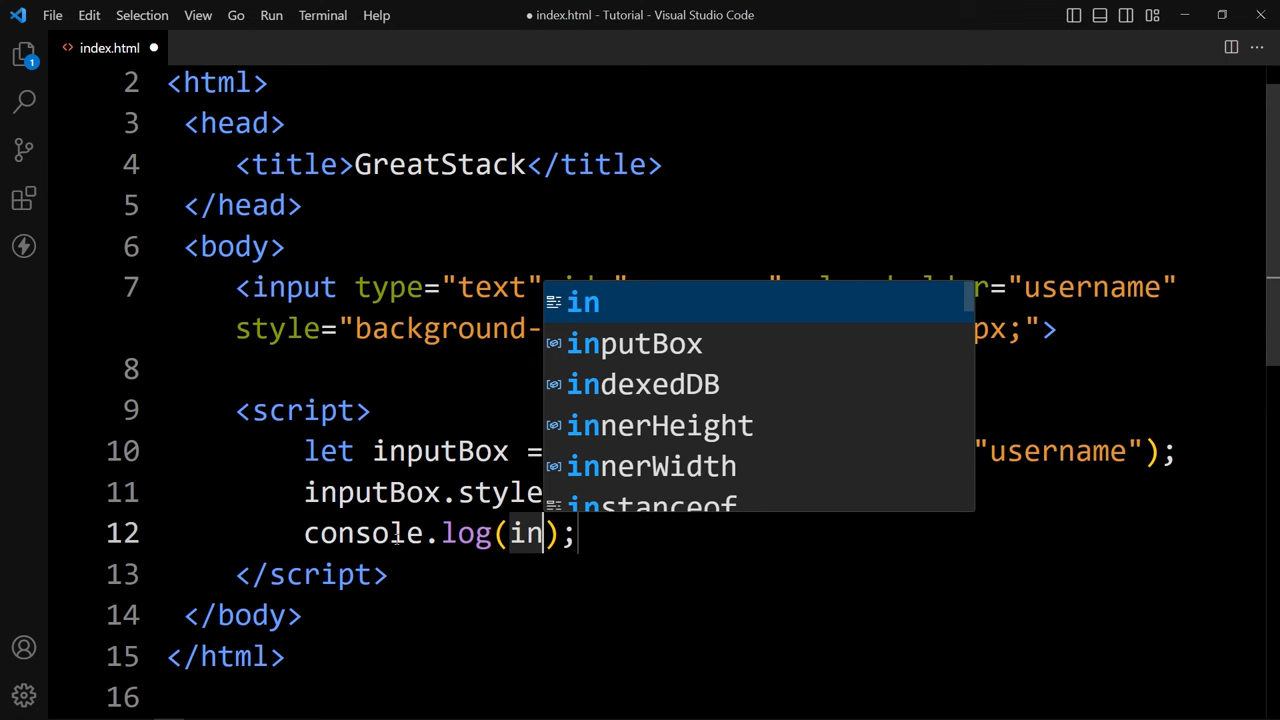 File Edit Selection View Go Run Terminal Help ● index.html - Tutorial - Visual Studio Code
1
<> index.html ●
2 <html>
3 <head>
4 <title>GreatStack</title>
5 </head>
6 <body>
7 <input type="text" ="username"
style="background- px;">
8
9 <script>
10 let inputBox = "username");
11 inputBox.style
12 console.log(in);
13 </script>
14 </body>
15 </html>
16
in
inputBox
indexedDB
innerHeight
innerWidth
instanceof